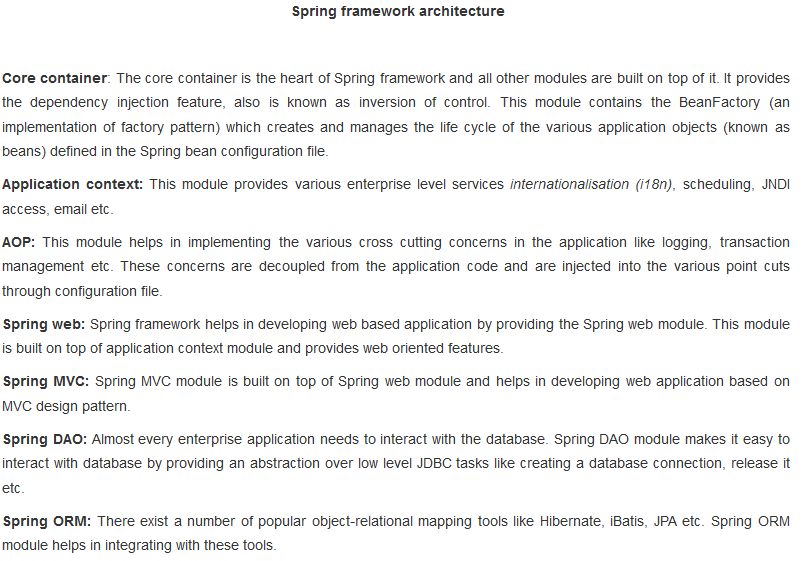 Spring framework architecture
Core container: The core container is the heart of Spring framework and all other modules are built on top of it. It provides
the dependency injection feature, also is known as inversion of control. This module contains the BeanFactory (an
implementation of factory pattern) which creates and manages the life cycle of the various application objects (known as
beans) defined in the Spring bean configuration file.
Application context: This module provides various enterprise level services internationalisation (i18n), scheduling, JNDI
access, email etc.
AOP: This module helps in implementing the various cross cutting concerns in the application like logging, transaction
management etc. These concerns are decoupled from the application code and are injected into the various point cuts
through configuration file.
Spring web: Spring framework helps in developing web based application by providing the Spring web module. This module
is built on top of application context module and provides web oriented features.
Spring MVC: Spring MVC module is built on top of Spring web module and helps in developing web application based on
MVC design pattern.
Spring DAO: Almost every enterprise application needs to interact with the database. Spring DAO module makes it easy to
interact with database by providing an abstraction over low level JDBC tasks like creating a database connection, release it
etc.
Spring ORM: There exist a number of popular object-relational mapping tools like Hibernate, iBatis, JPA etc. Spring ORM
module helps in integrating with these tools.